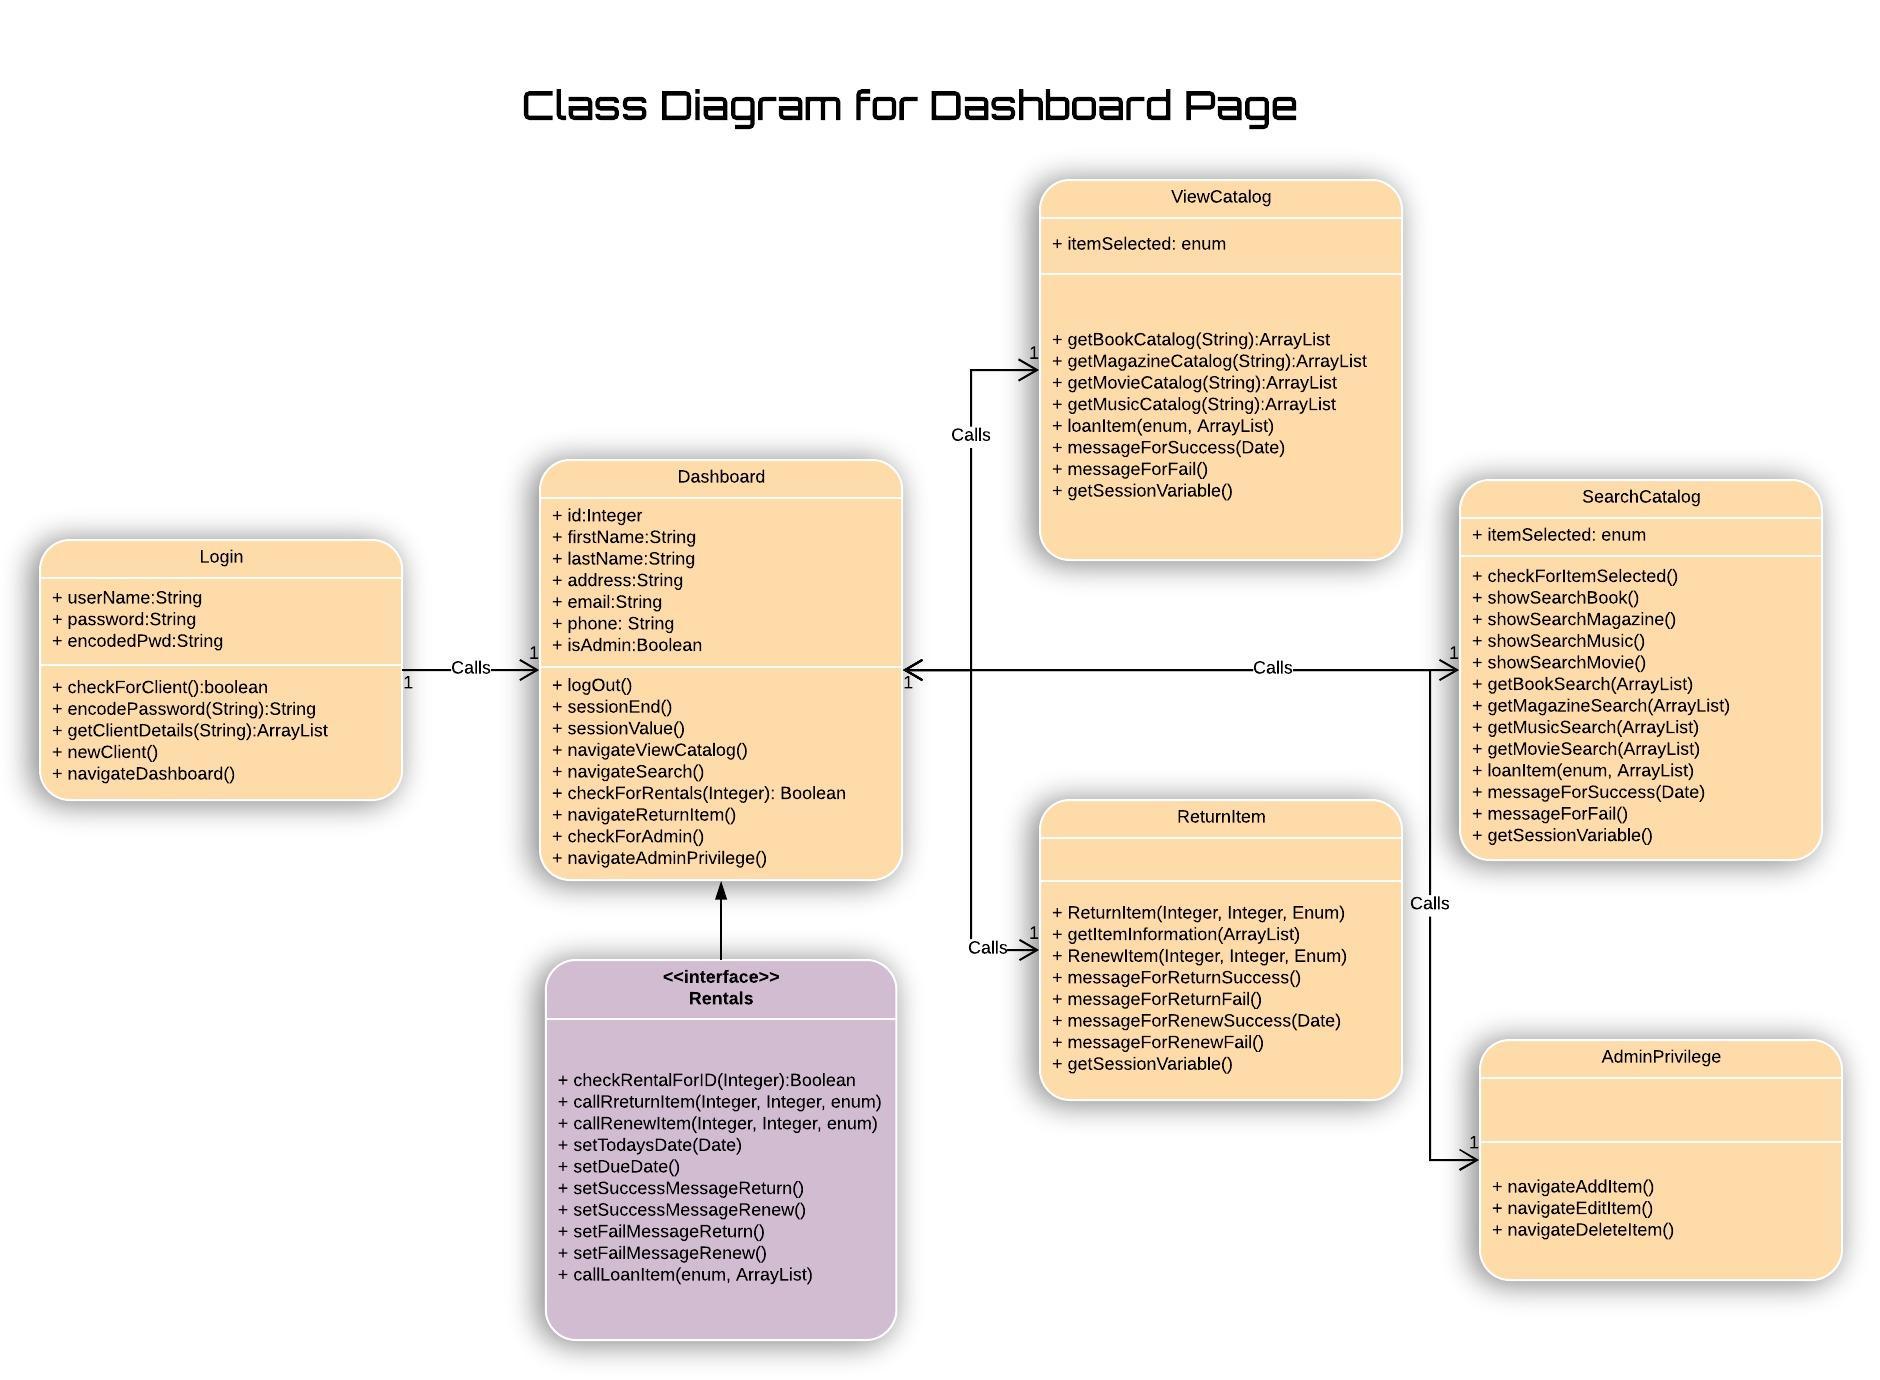 Class Diagram for Dashboard Page
ViewCatalog
+ itemSelected: enum
+ getBookCatalog(String):ArrayList
+ getMagazineCatalog(String):ArrayList
+ getMovieCatalog(String):ArrayList
+ getMusicCatalog(String):ArrayList
+ loanItem(enum, ArrayList)
+ messageForSuccess(Date)
+ messageForFail()
+ getSessionVariable()
1
Calls
Login
+ userName:String
+ password:String
+ encodedPwd:String
+ checkForClient():boolean
+ encodePassword(String):String
+ getClientDetails(String):ArrayList
+ newClient()
+ navigateDashboard()
1
Calls
1
Dashboard
+ id:Integer
+ firstName:String
+ lastName:String
+ address:String
+ email:String
+ phone: String
+ isAdmin:Boolean
+ logOut()
+ sessionEnd()
+ sessionValue()
+ navigateViewCatalog()
+ navigateSearch()
+ checkForRentals(Integer): Boolean
+ navigateReturnItem()
+ checkForAdmin()
+ navigateAdminPrivilege()
1
Calls
1
SearchCatalog
+ itemSelected: enum
+ checkForItemSelected()
+ showSearchBook()
+ showSearchMagazine()
+ showSearchMusic()
+ showSearchMovie()
+ getBookSearch(ArrayList)
+ getMagazineSearch(ArrayList)
+ getMusicSearch(ArrayList)
+ getMovieSearch(ArrayList)
+ loanItem(enum, ArrayList)
+ messageForSuccess(Date)
+ messageForFail()
+ getSessionVariable()
Calls
1
ReturnItem
+ ReturnItem(Integer, Integer, Enum)
+ getItemInformation(ArrayList)
+ RenewItem(Integer, Integer, Enum)
+ messageForReturnSuccess()
+ messageForReturnFail()
+ messageForRenewSuccess(Date)
+ messageForRenewFail()
+ getSessionVariable()
Calls
1
<<interface>>
Rentals
+ checkRentalForID(Integer):Boolean
+ callRreturnItem(Integer, Integer, enum)
+ callRenewItem(Integer, Integer, enum)
+ setTodaysDate(Date)
+ setDueDate()
+ setSuccessMessageReturn()
+ setSuccessMessageRenew()
+ setFailMessageReturn()
+ setFailMessageRenew()
+ callLoanItem(enum, ArrayList)
AdminPrivilege
+ navigateAddItem()
+ navigateEditItem()
+ navigateDeleteItem()